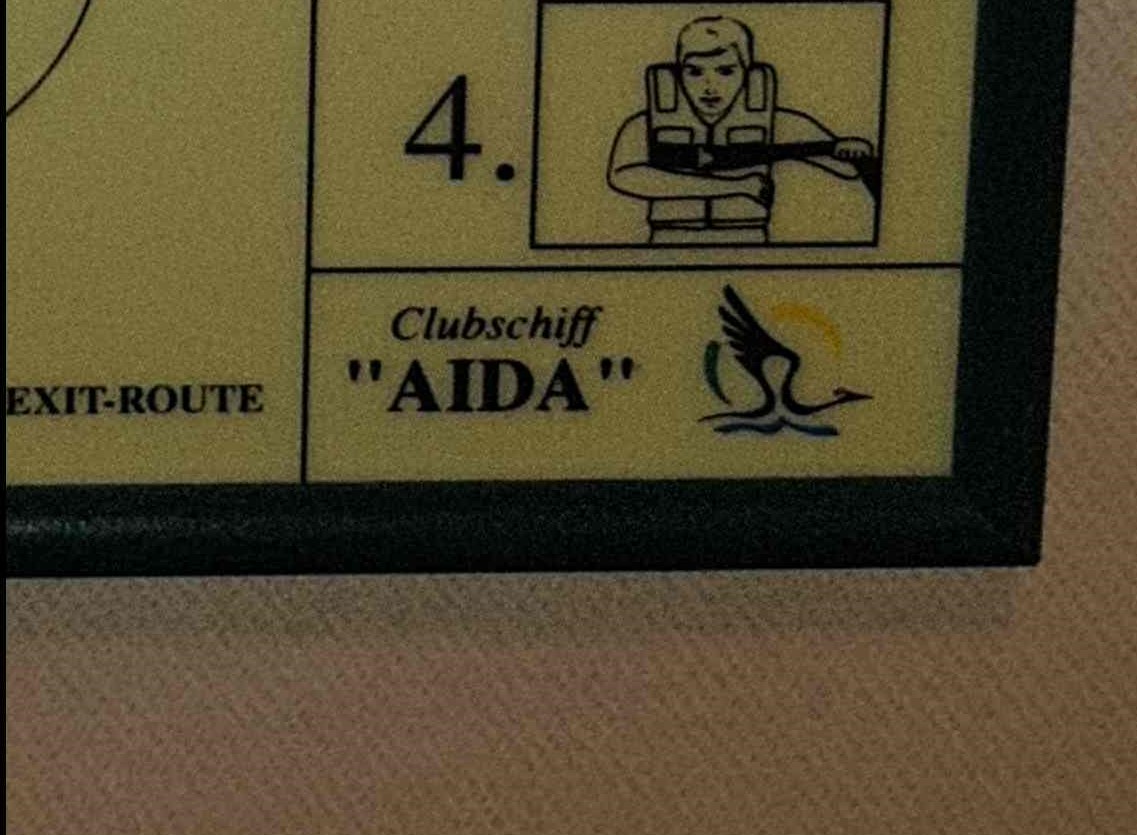 4.
Clubschiff
"AIDA"
EXIT-ROUTE